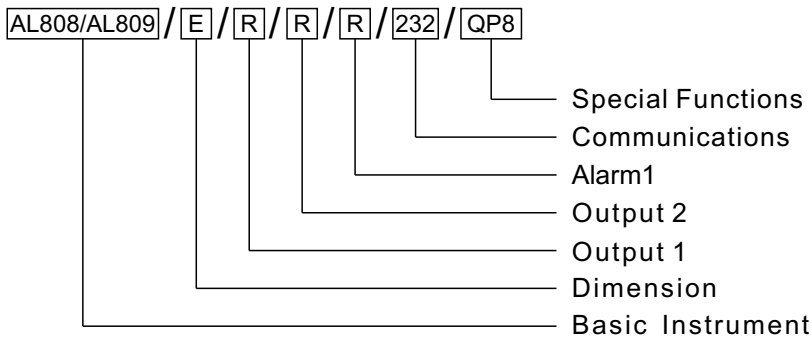 AL808/AL809/E/R/R/R/232/QP8
Special Functions
Communications
Alarm1
Output 2
Output 1
Dimension
Basic Instrument